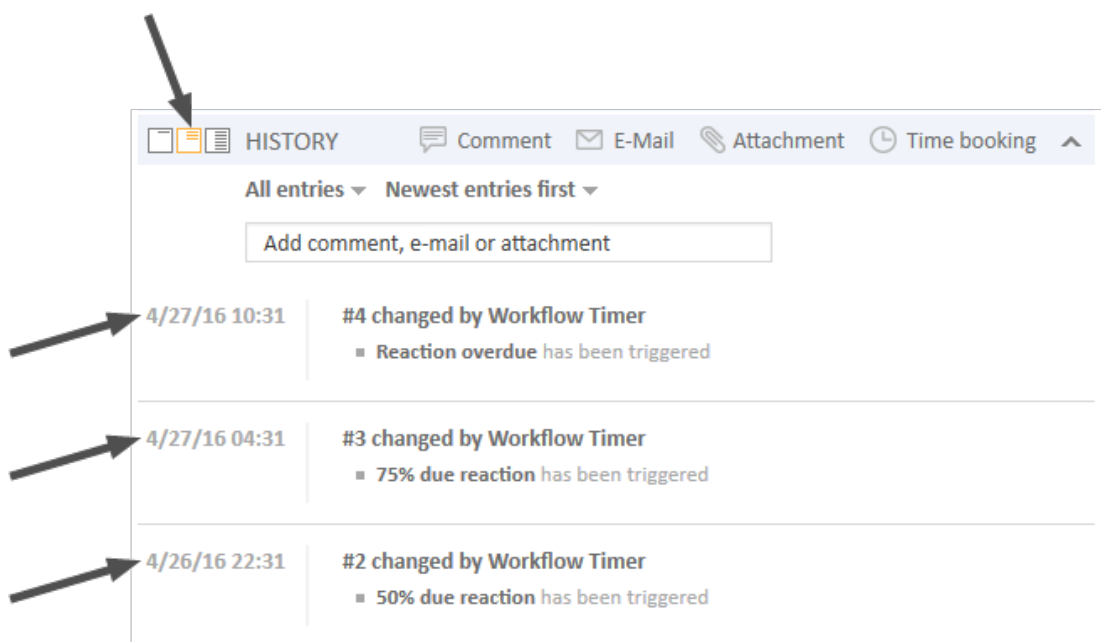 HISTORY Comment E-Mail Attachment Time booking
All entries Newest entries first
Add comment, e-mail or attachment
4/27/16 10:31 #4 changed by Workflow Timer
Reaction overdue has been triggered
4/27/16 04:31 #3 changed by Workflow Timer
75% due reaction has been triggered
4/26/16 22:31 #2 changed by Workflow Timer
50% due reaction has been triggered